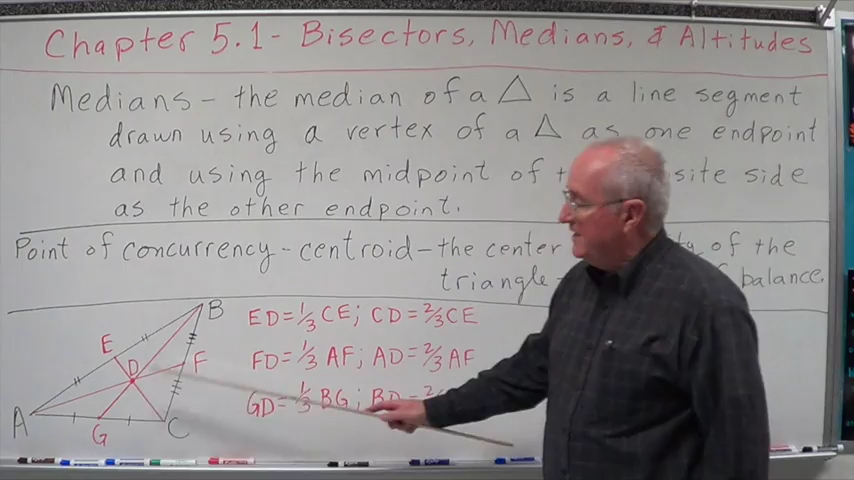 Chapter 5.1 - Bisectors, Medians, & Altitudes
Medians - the median of a △ is a line segment
drawn using a vertex of a △ as one endpoint
and using the midpoint of side
as the other endpoint.
Point of concurrency - centroid - the center of the
triangle - balance.
B
E
D
F
A
G
C
ED = 1/3 CE ; CD = 2/3 CE
FD = 1/3 AF ; AD = 2/3 AF
GD = 1/3 BG ; BD = 2/